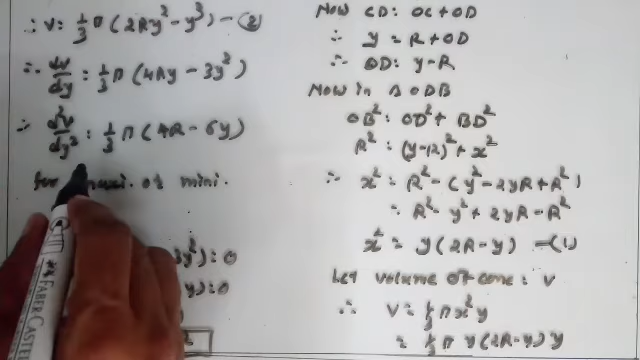 ∴ V: 1/3 π (2Ry² - y³) - (2)
∴ dv/dy : 1/3 π (4Ry - 3y²)
∴ d²v/dy² : 1/3 π (4R - 6y)
for maxi. or mini.
3y²) : 0
y) : 0
Now CD : OC + OD
∴ y = R + OD
∴ OD : y - R
Now in Δ ODB
OB² : OD² + BD²
R² : (y-R)² + x²
∴ x² = R² - (y² - 2yR + R²)
= R² - y² + 2yR - R²
x² = y (2R - y) - (1)
Let volume of cone : V
∴ V = 1/3 π x² y
= 1/3 π y (2R - y) y
FABER-CASTE